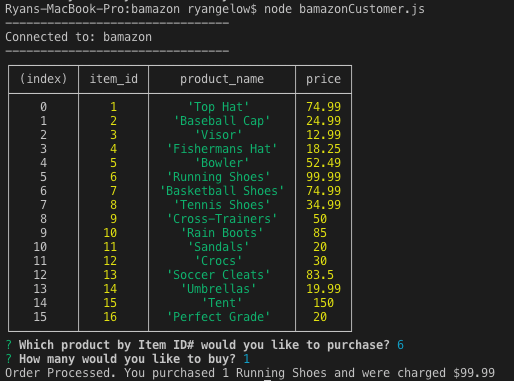 Ryans-MacBook-Pro:bamazon ryangelow$ node bamazonCustomer.js
--------------------------------
Connected to: bamazon
--------------------------------
(index) item_id product_name price
0 1 'Top Hat' 74.99
1 2 'Baseball Cap' 24.99
2 3 'Visor' 12.99
3 4 'Fishermans Hat' 18.25
4 5 'Bowler' 52.49
5 6 'Running Shoes' 99.99
6 7 'Basketball Shoes' 74.99
7 8 'Tennis Shoes' 34.99
8 9 'Cross-Trainers' 50
9 10 'Rain Boots' 85
10 11 'Sandals' 20
11 12 'Crocs' 30
12 13 'Soccer Cleats' 83.5
13 14 'Umbrellas' 19.99
14 15 'Tent' 150
15 16 'Perfect Grade' 20
? Which product by Item ID# would you like to purchase? 6
? How many would you like to buy? 1
Order Processed. You purchased 1 Running Shoes and were charged $99.99